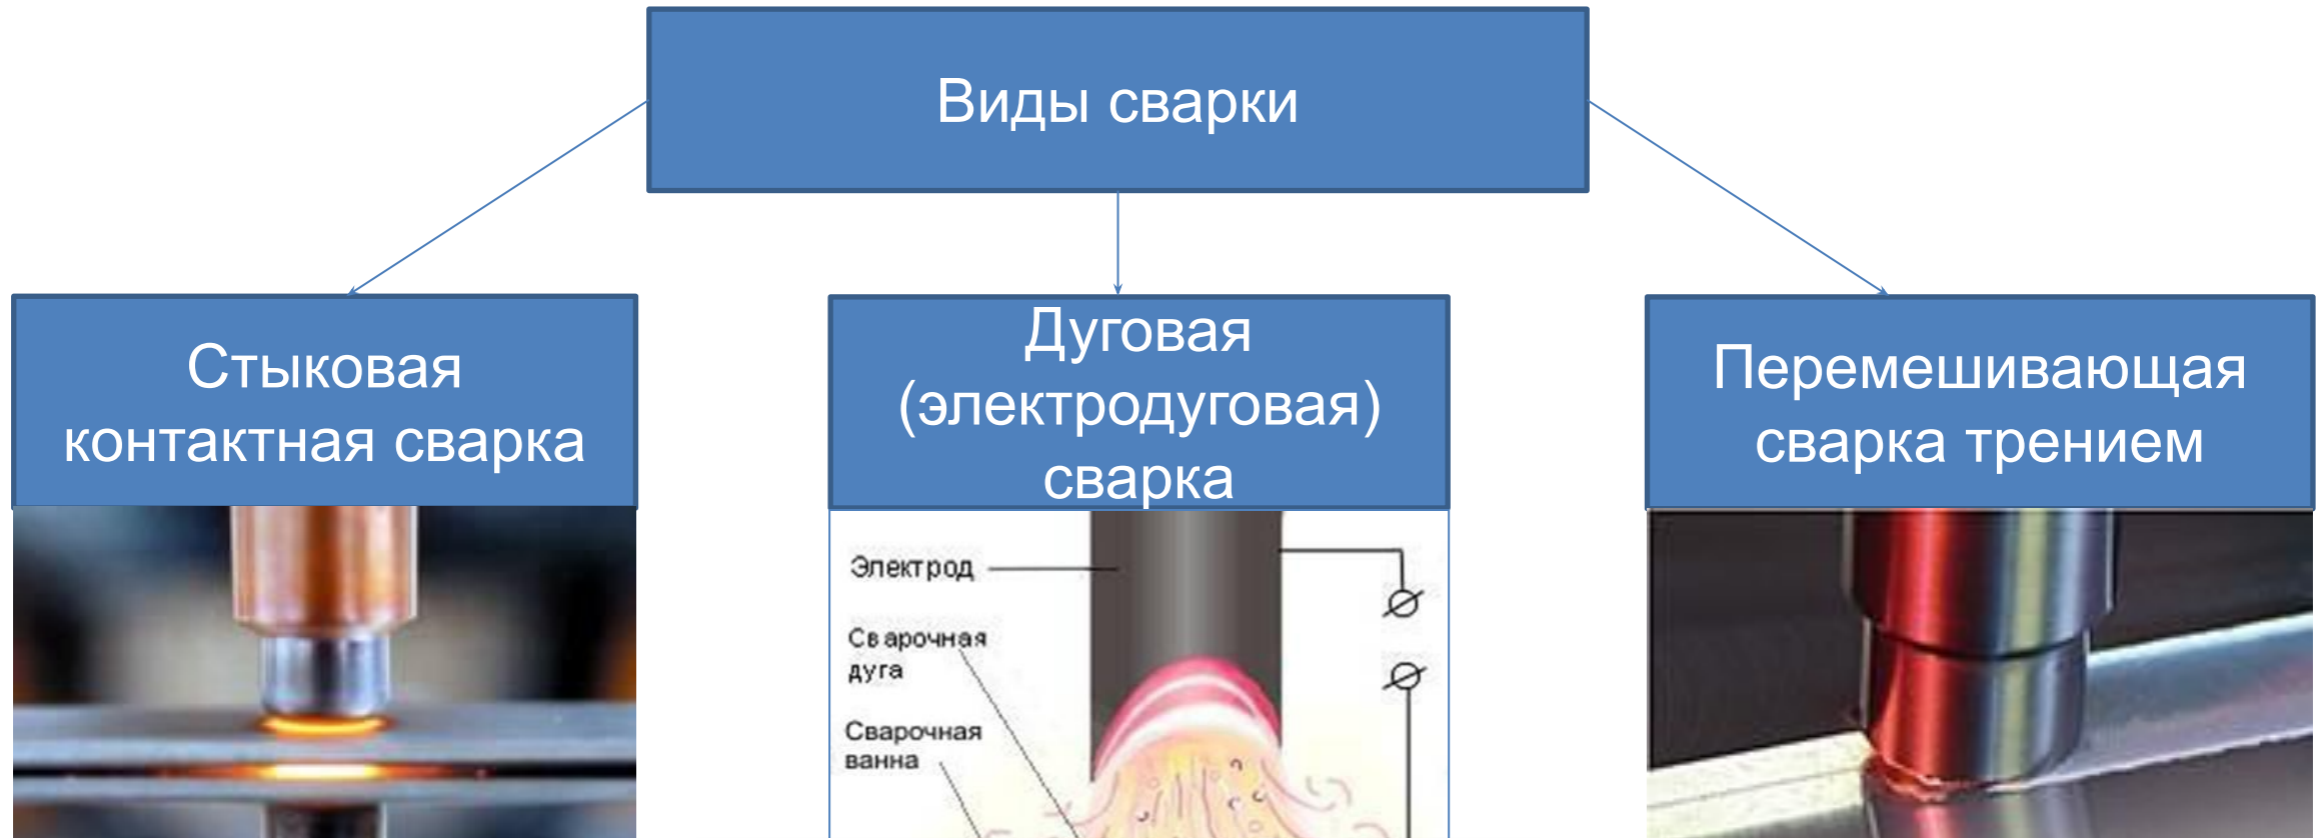 Виды сварки
Стыковая
контактная сварка
Дуговая
(электродуговая)
сварка
Перемешивающая
сварка трением
Электрод
Сварочная
дуга
Сварочная
ванна